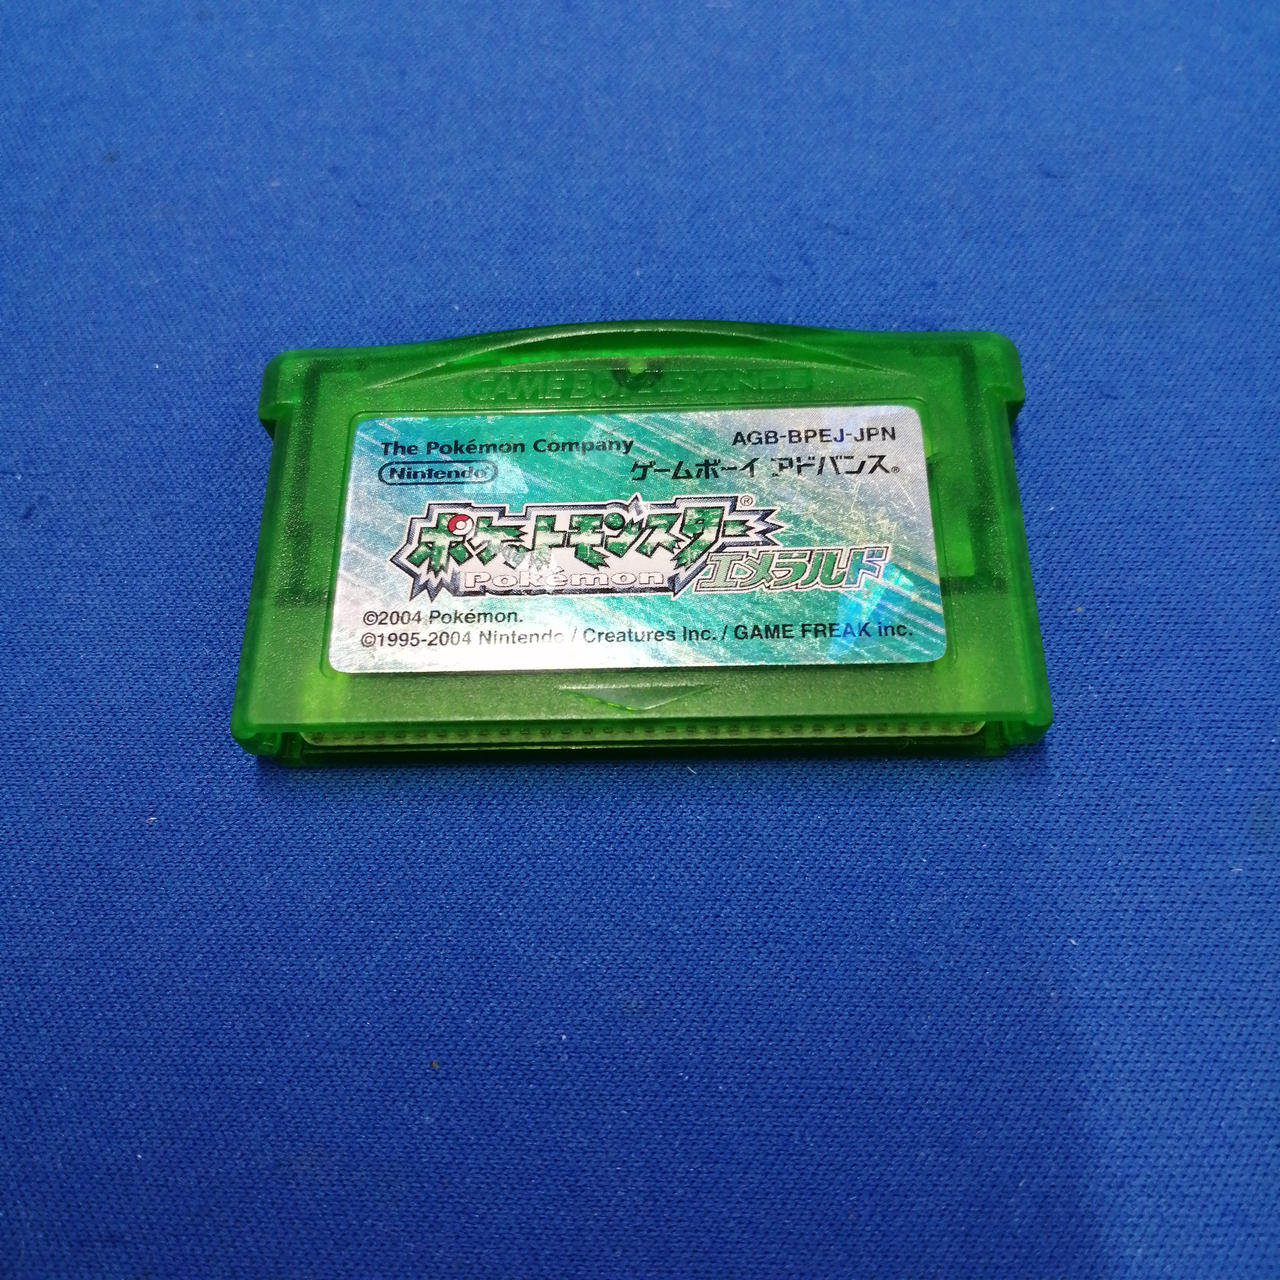 GAME BOY ADVANCE
The Pokémon Company
AGB-BPEJ-JPN
Nintendo
ゲームボーイ アドバンス®
ポケットモンスター®
Pokémon
エメラルド
©2004 Pokémon.
©1995-2004 Nintendo / Creatures Inc. / GAME FREAK inc.